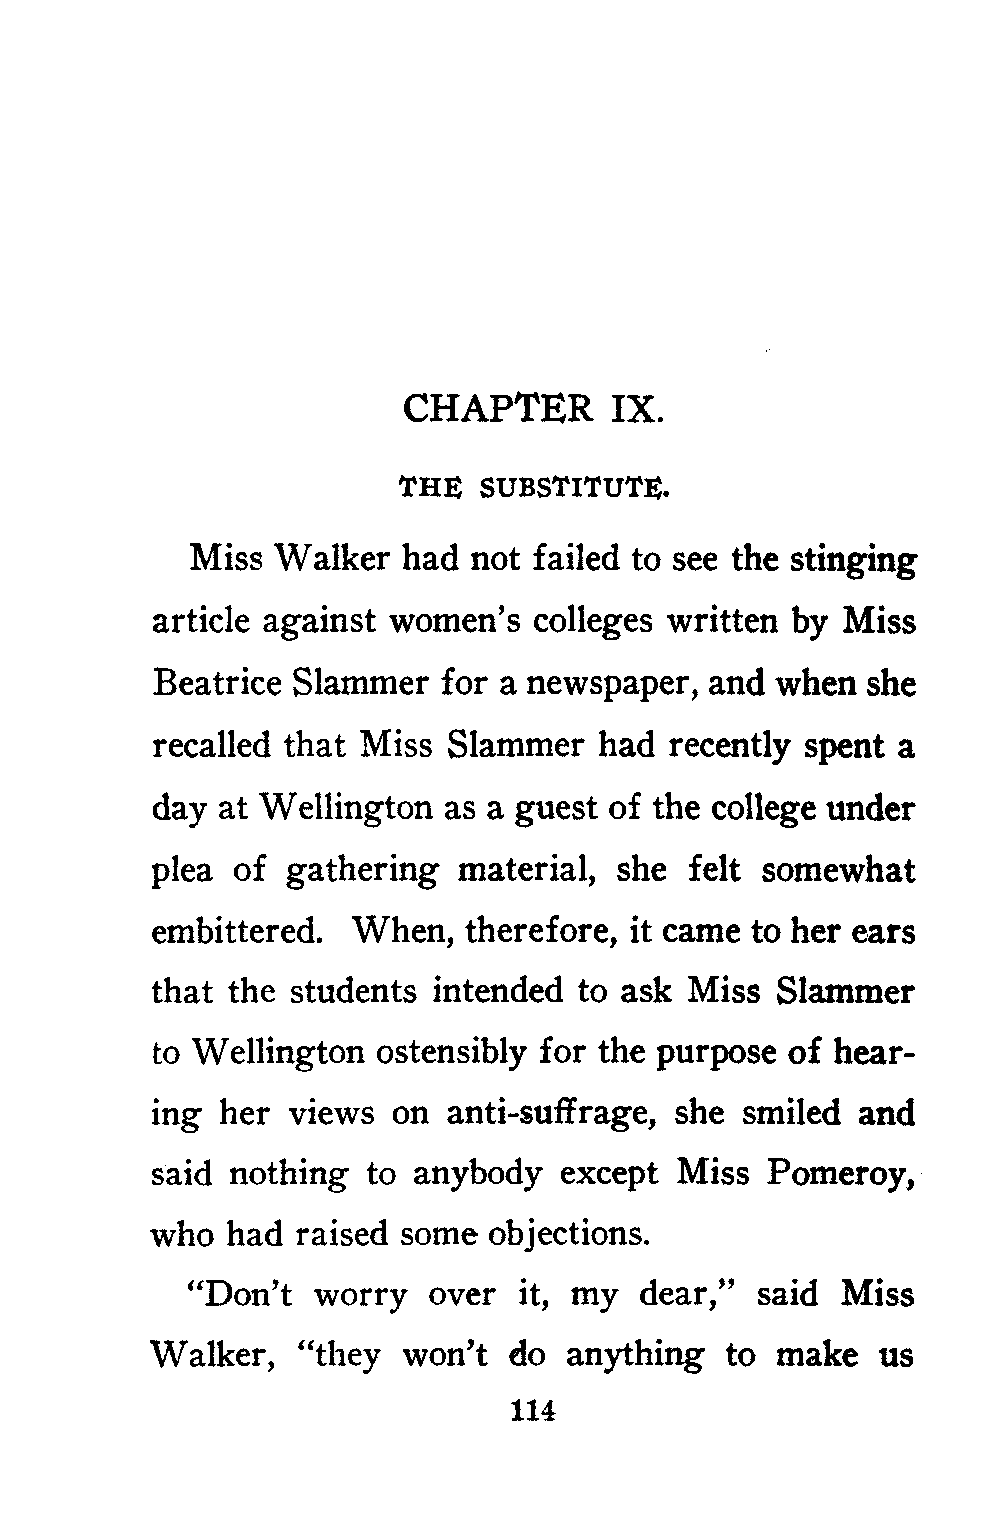 CHAPTER IX.
THE SUBSTITUTE.
Miss Walker had not failed to see the stinging
article against women's colleges written by Miss
Beatrice Slammer for a newspaper, and when she
recalled that Miss Slammer had recently spent a
day at Wellington as a guest of the college under
plea of gathering material, she felt somewhat
embittered. When, therefore, it came to her ears
that the students intended to ask Miss Slammer
to Wellington ostensibly for the purpose of hear-
ing her views on anti-suffrage, she smiled and
said nothing to anybody except Miss Pomeroy,
who had raised some objections.
“Don't worry over it, my dear,” said Miss
Walker, “they won't do anything to make us
114